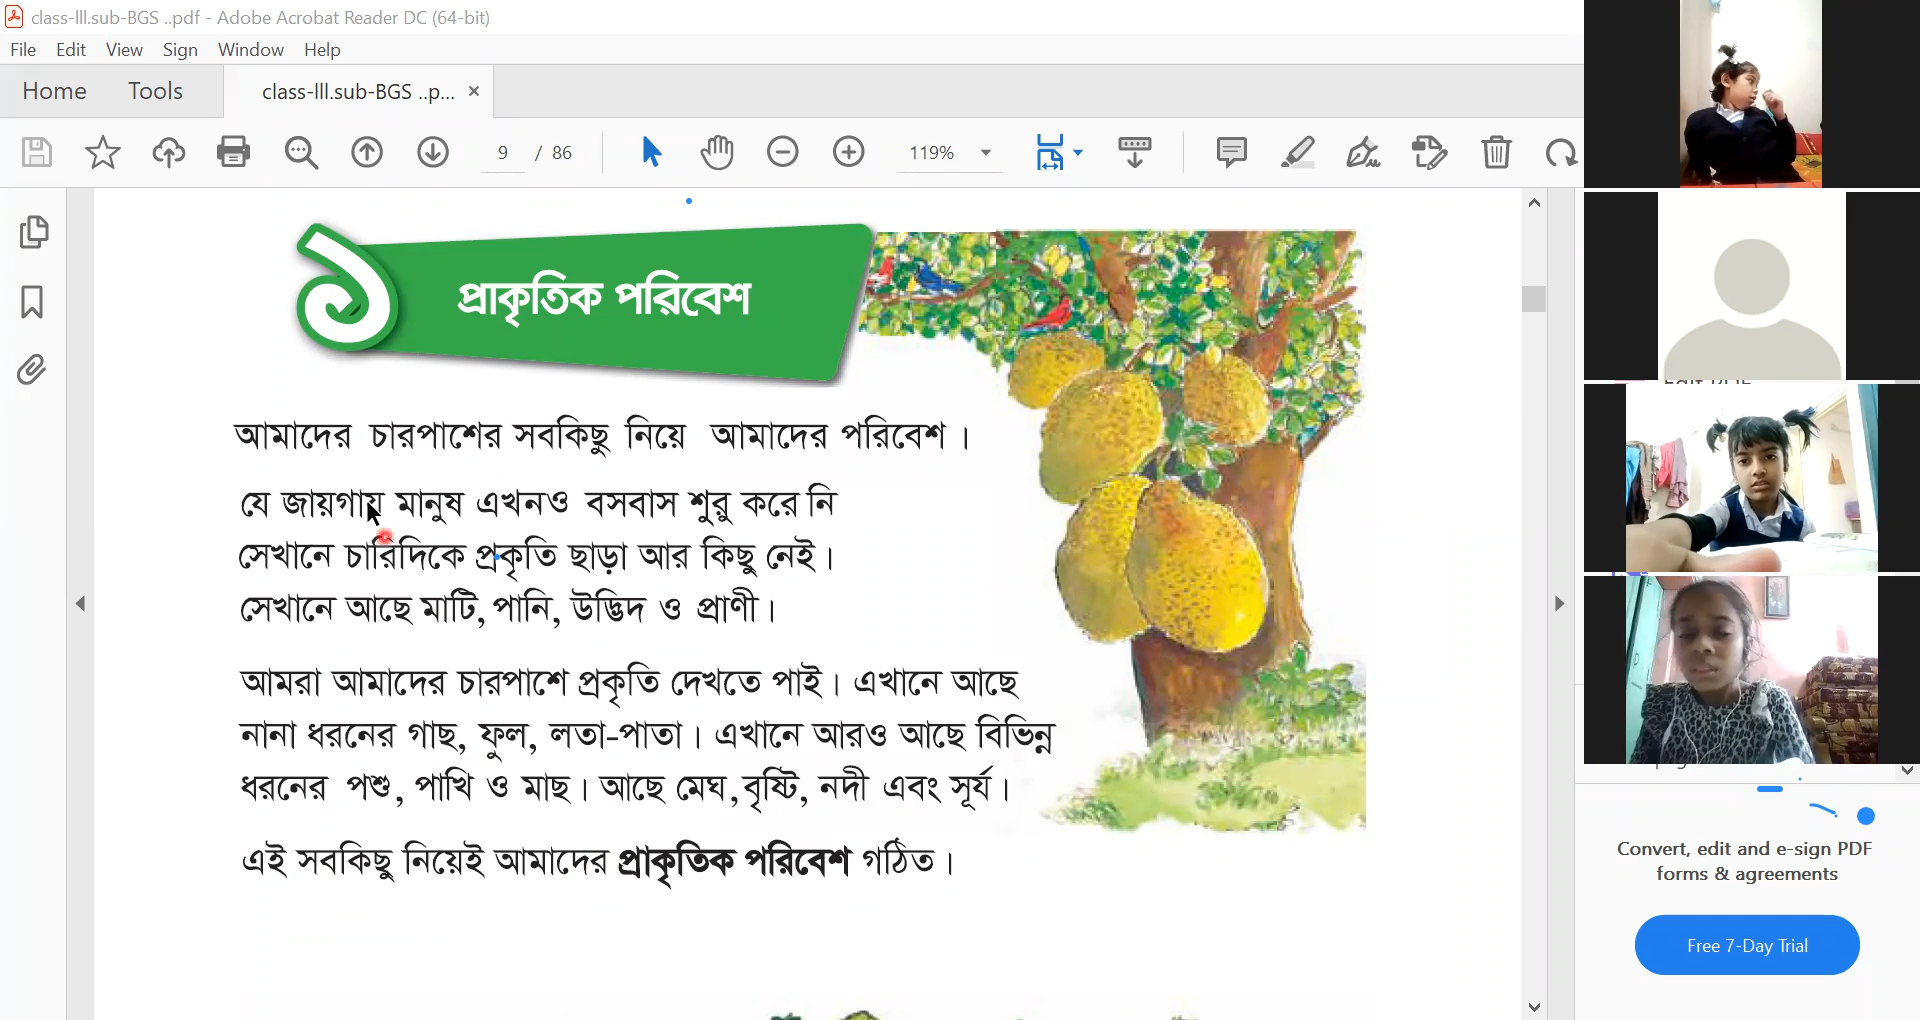 class-III.sub-BGS ..pdf - Adobe Acrobat Reader DC (64-bit)
File Edit View Sign Window Help
Home Tools class-III.sub-BGS ..p... ×
9 / 86 119%
১
প্রাকৃতিক পরিবেশ
আমাদের চারপাশের সবকিছু নিয়ে আমাদের পরিবেশ।
যে জায়গায় মানুষ এখনও বসবাস শুরু করে নি
সেখানে চারিদিকে প্রকৃতি ছাড়া আর কিছু নেই।
সেখানে আছে মাটি, পানি, উদ্ভিদ ও প্রাণী।
আমরা আমাদের চারপাশে প্রকৃতি দেখতে পাই। এখানে আছে
নানা ধরনের গাছ, ফুল, লতা-পাতা। এখানে আরও আছে বিভিন্ন
ধরনের পশু, পাখি ও মাছ। আছে মেঘ, বৃষ্টি, নদী এবং সূর্য।
এই সবকিছু নিয়েই আমাদের প্রাকৃতিক পরিবেশ গঠিত।
Convert, edit and e-sign PDF
forms & agreements
Free 7-Day Trial